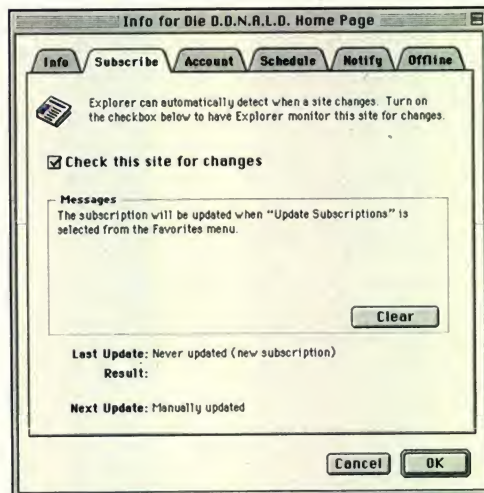 Info for Die D.D.N.A.L.D. Home Page
Info
Subscribe
Account
Schedule
Notify
Offline
Explorer can automatically detect when a site changes. Turn on
the checkbox below to have Explorer monitor this site for changes.
Check this site for changes
Messages
The subscription will be updated when "Update Subscriptions" is
selected from the Favorites menu.
Clear
Last Update: Never updated (new subscription)
Result:
Next Update: Manually updated
Cancel
OK